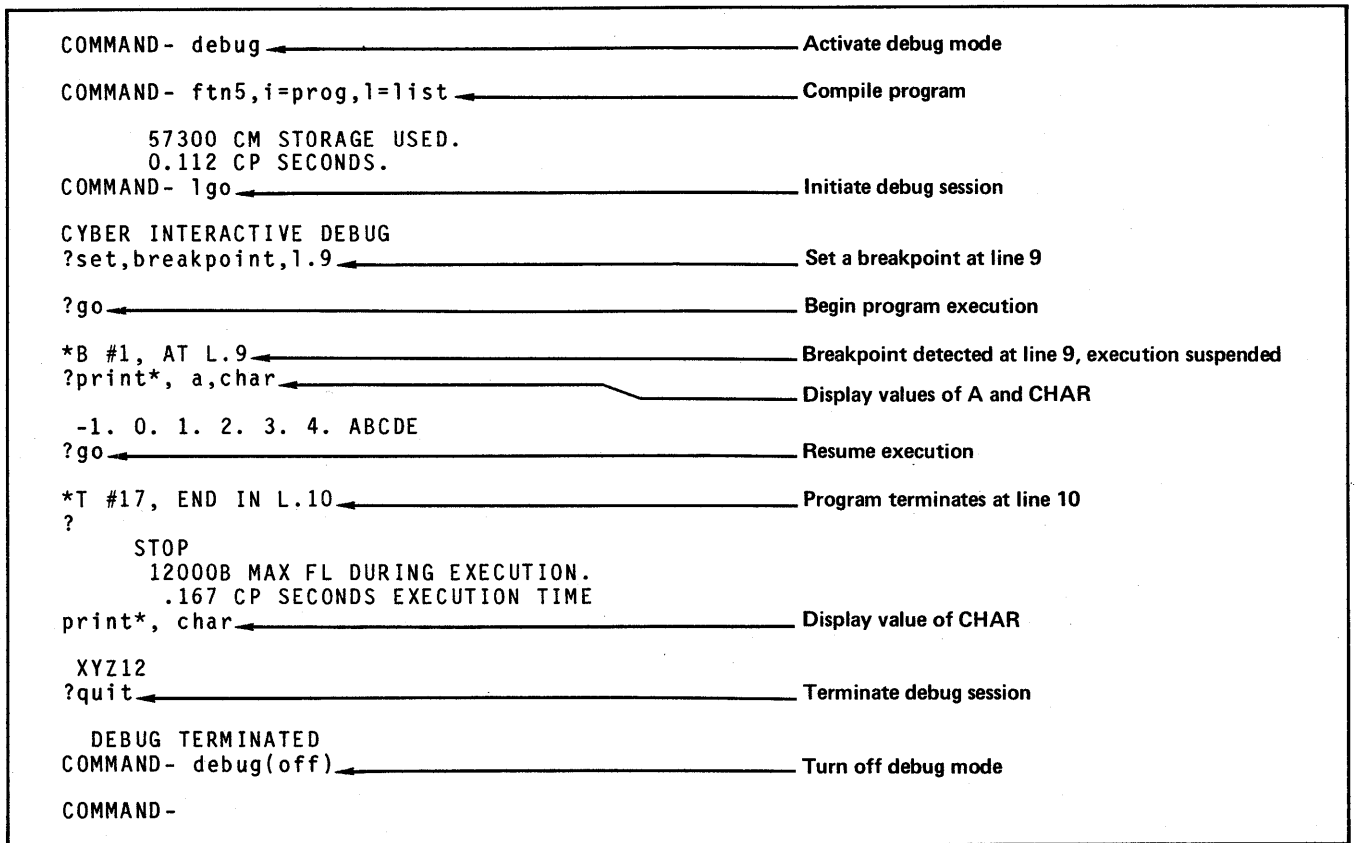 COMMAND- debug Activate debug mode
COMMAND- ftn5,i=prog,l=list Compile program
57300 CM STORAGE USED.
0.112 CP SECONDS.
COMMAND- lgo Initiate debug session
CYBER INTERACTIVE DEBUG
?set,breakpoint,l.9 Set a breakpoint at line 9
?go Begin program execution
*B #1, AT L.9 Breakpoint detected at line 9, execution suspended
?print*, a,char Display values of A and CHAR
-1. 0. 1. 2. 3. 4. ABCDE
?go Resume execution
*T #17, END IN L.10 Program terminates at line 10
?
STOP
12000B MAX FL DURING EXECUTION.
.167 CP SECONDS EXECUTION TIME
print*, char Display value of CHAR
XYZ12
?quit Terminate debug session
DEBUG TERMINATED
COMMAND- debug(off) Turn off debug mode
COMMAND-